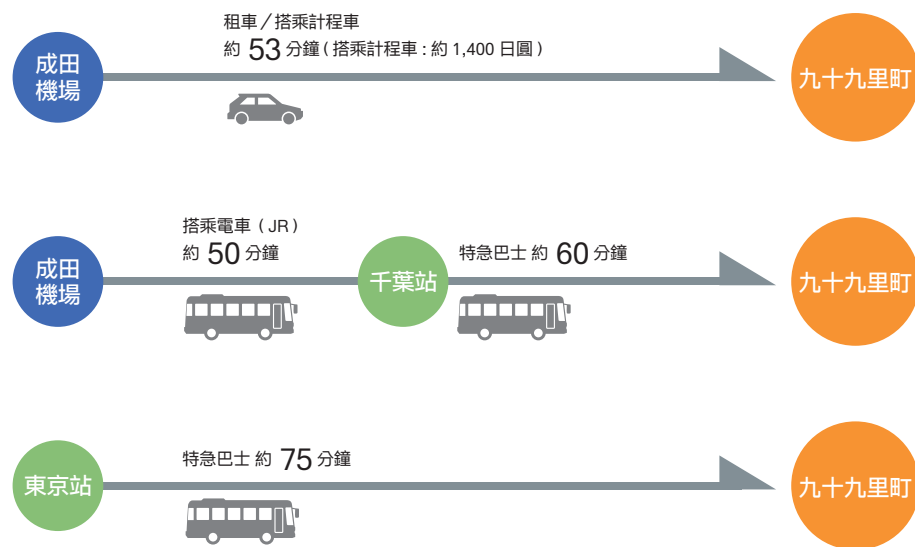 租車／搭乘計程車
約 53 分鐘 ( 搭乘計程車 : 約 1,400 日圓 )
成田
機場
九十九里町
搭乘電車 ( JR )
約 50 分鐘
特急巴士 約 60 分鐘
成田
機場
千葉站
九十九里町
特急巴士 約 75 分鐘
東京站
九十九里町